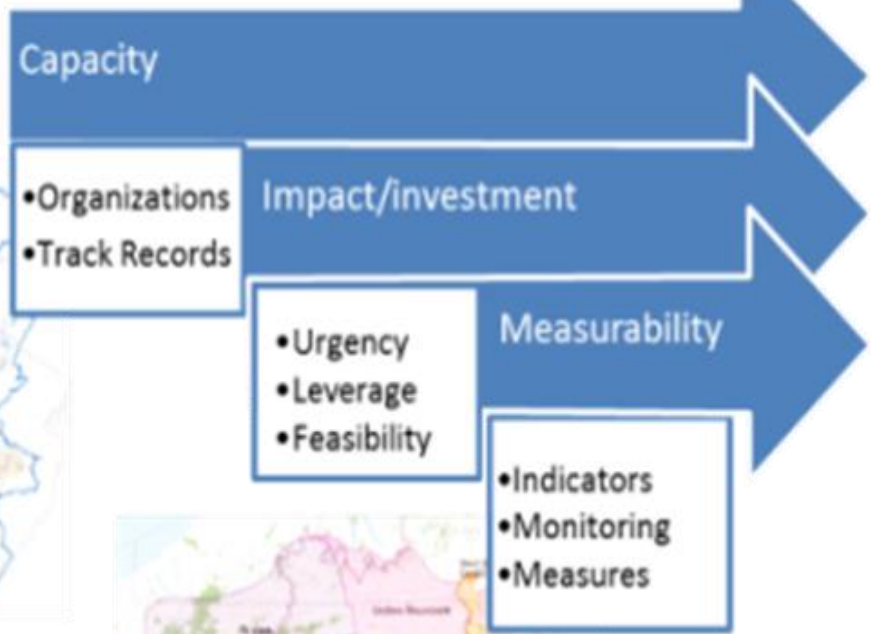 Capacity
•Organizations
•Track Records
Impact/investment
•Urgency
•Leverage
•Feasibility
Measurability
•Indicators
•Monitoring
•Measures